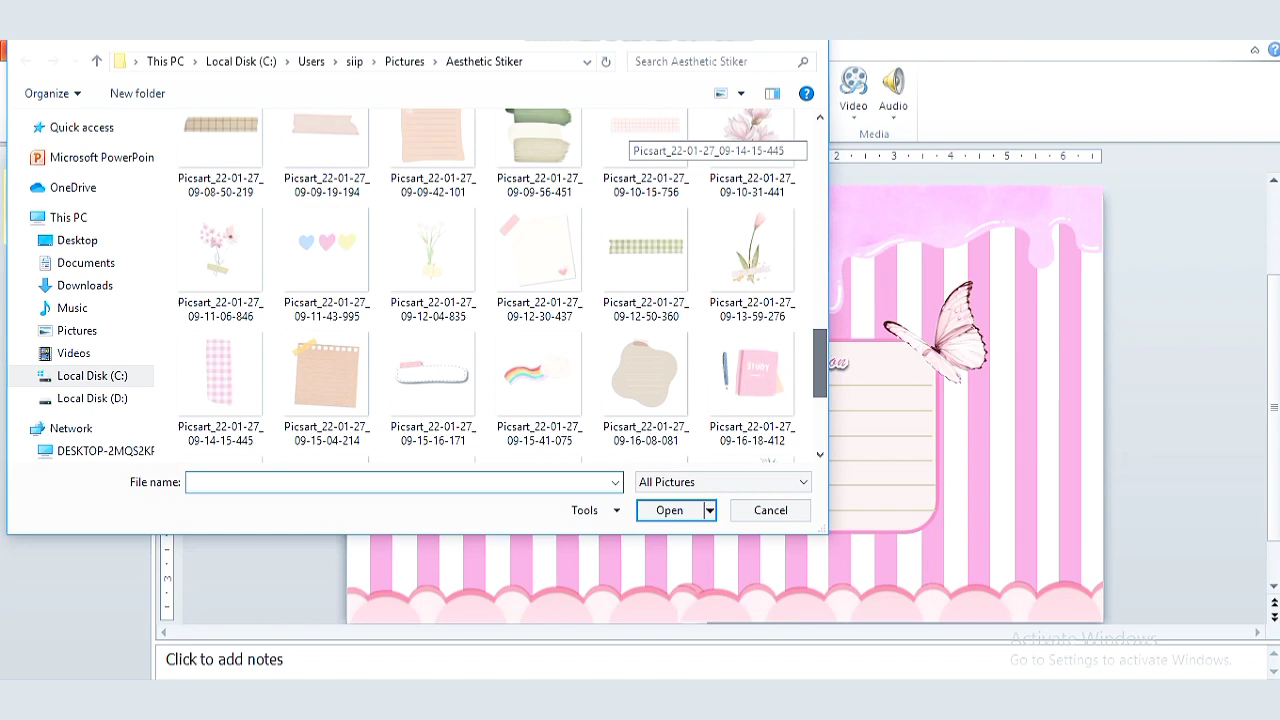 This PC
Local Disk (C:)
Users
siip
Pictures
Aesthetic Stiker
Search Aesthetic Stiker
Organize
New folder
Video
Audio
Media
Quick access
Microsoft PowerPoin
OneDrive
This PC
Desktop
Documents
Downloads
Music
Pictures
Videos
Local Disk (C:)
Local Disk (D:)
Network
DESKTOP-2MQS2KF
Picsart_22-01-27_09-14-15-445
Picsart_22-01-27_
09-08-50-219
Picsart_22-01-27_
09-09-19-194
Picsart_22-01-27_
09-09-42-101
Picsart_22-01-27_
09-09-56-451
Picsart_22-01-27_
09-10-15-756
Picsart_22-01-27_
09-10-31-441
Picsart_22-01-27_
09-11-06-846
Picsart_22-01-27_
09-11-43-995
Picsart_22-01-27_
09-12-04-835
Picsart_22-01-27_
09-12-30-437
Picsart_22-01-27_
09-12-50-360
Picsart_22-01-27_
09-13-59-276
STUDY
Picsart_22-01-27_
09-14-15-445
Picsart_22-01-27_
09-15-04-214
Picsart_22-01-27_
09-15-16-171
Picsart_22-01-27_
09-15-41-075
Picsart_22-01-27_
09-16-08-081
Picsart_22-01-27_
09-16-18-412
File name:
All Pictures
Tools
Open
Cancel
2 3 4 5 6
3
Click to add notes
Activate Windows
Go to Settings to activate Windows.